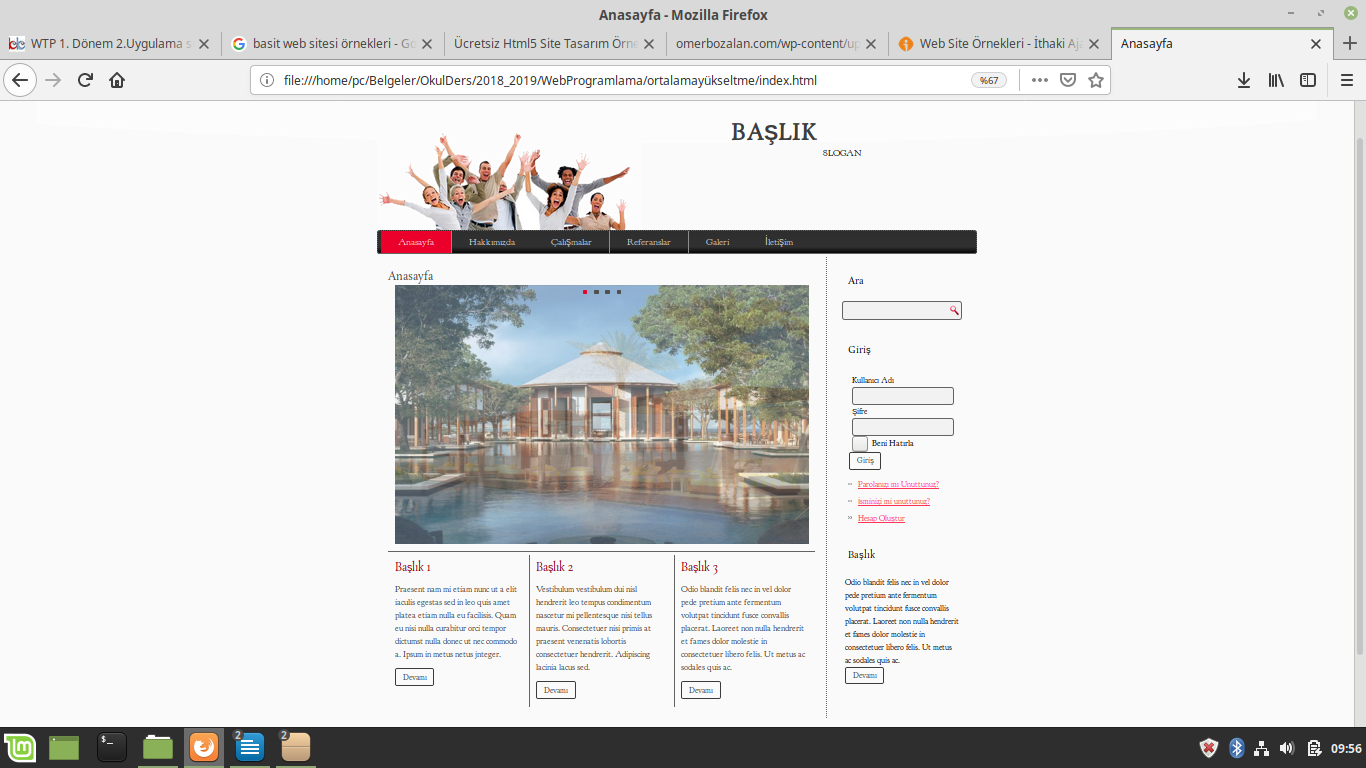 Anasayfa - Mozilla Firefox
WTP 1. Dönem 2.Uygulama s
basit web sitesi örnekleri - Go
Ücretsiz Html5 Site Tasarım Örne
omerbozalan.com/wp-content/up
Web Site Örnekleri - İthaki Aja
Anasayfa
file:///home/pc/Belgeler/OkulDers/2018_2019/WebProgramlama/ortalamayükseltme/index.html
%67
BAŞLIK
SLOGAN
Anasayfa Hakkımızda Çalışmalar Referanslar Galeri İletişim
Anasayfa
Ara
Giriş
Kullanıcı Adı
Şifre
Beni Hatırla
Giriş
Parolanızı mı Unuttunuz?
isminizi mi unuttunuz?
Hesap Oluştur
Başlık 1
Praesent nam mi etiam nunc ut a elit
iaculis egestas sed in leo quis amet
platea etiam nulla eu facilisis. Quam
eu nisi nulla curabitur orci tempor
dictumst nulla donec ut nec commodo
a. Ipsum in metus netus jnteger.
Devamı
Başlık 2
Vestibulum vestibulum dui nisl
hendrerit leo tempus condimentum
nascetur mi pellentesque nisi tellus
mauris. Consectetuer nisi primis at
praesent venenatis lobortis
consectetuer hendrerit. Adipiscing
lacinia lacus sed.
Devamı
Başlık 3
Odio blandit felis nec in vel dolor
pede pretium ante fermentum
volutpat tincidunt fusce convallis
placerat. Laoreet non nulla hendrerit
et fames dolor molestie in
consectetuer libero felis. Ut metus ac
sodales quis ac.
Devamı
Başlık
Odio blandit felis nec in vel dolor
pede pretium ante fermentum
volutpat tincidunt fusce convallis
placerat. Laoreet non nulla hendrerit
et fames dolor molestie in
consectetuer libero felis. Ut metus
ac sodales quis ac.
Devamı
$_
2
2
09:56